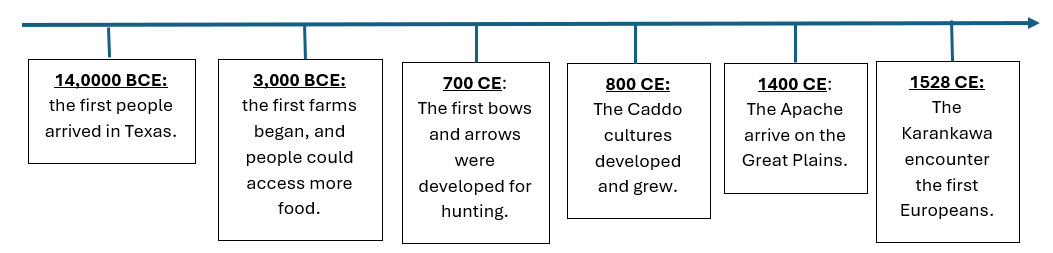 14,0000 BCE:
the first people
arrived in Texas.
3,000 BCE:
the first farms
began, and
people could
access more
food.
700 CE:
The first bows
and arrows
were
developed for
hunting.
800 CE:
The Caddo
cultures
developed
and grew.
1400 CE:
The Apache
arrive on the
Great Plains.
1528 CE:
The
Karankawa
encounter
the first
Europeans.